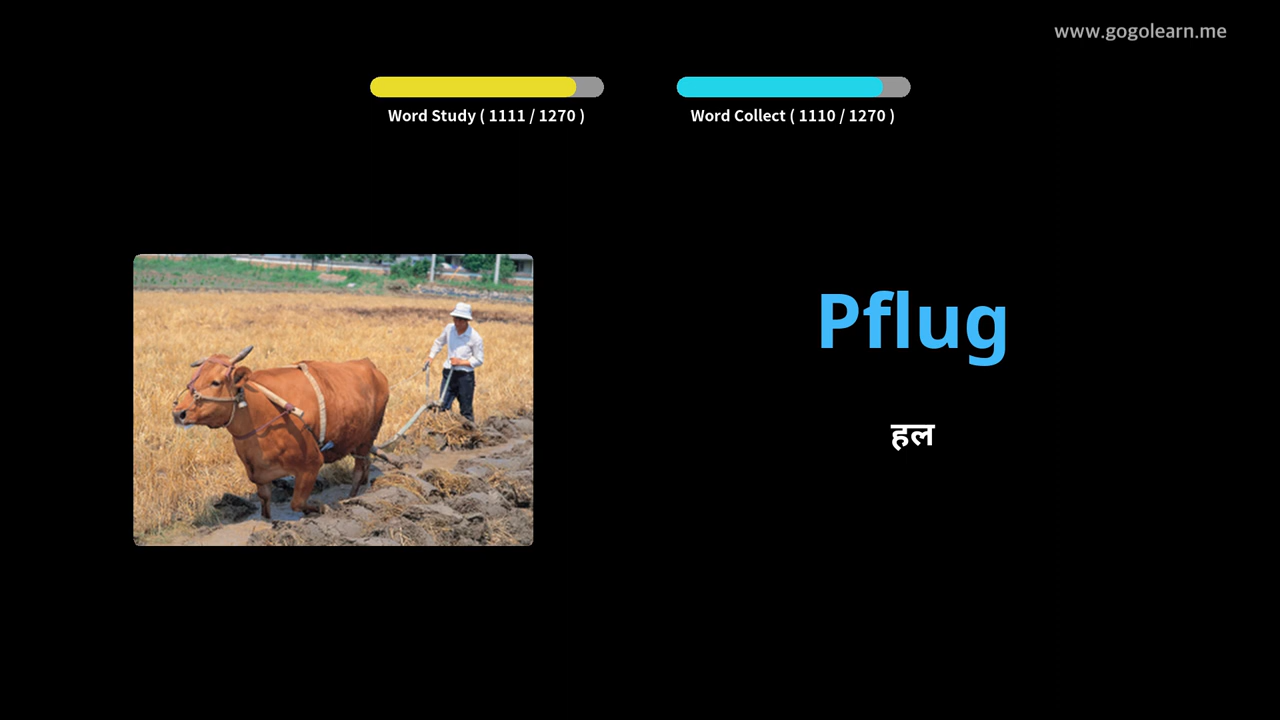 www.gogolearn.me
Word Study ( 1111 / 1270 )
Word Collect ( 1110 / 1270 )
Pflug
हल